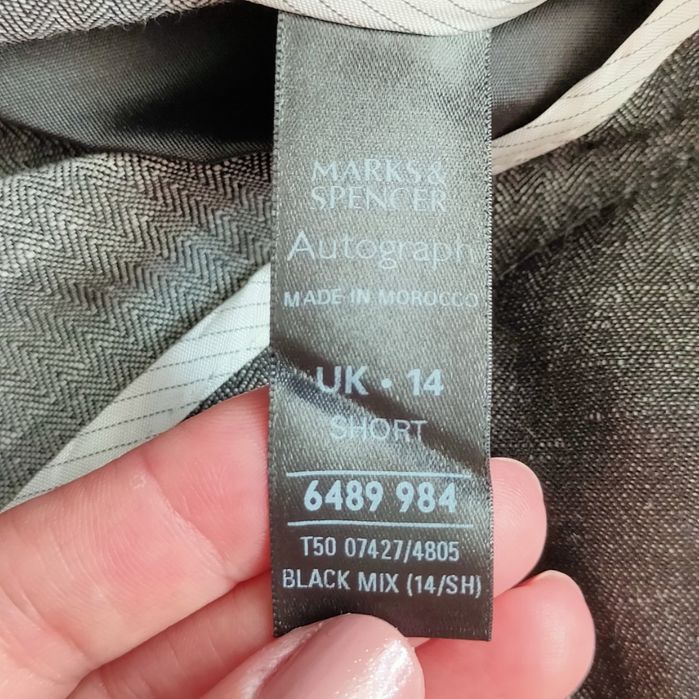 MARKS &
SPENCER
Autograph
MADE IN MOROCCO
UK • 14
SHORT
6489 984
T50 07427/4805
BLACK MIX (14/SH)